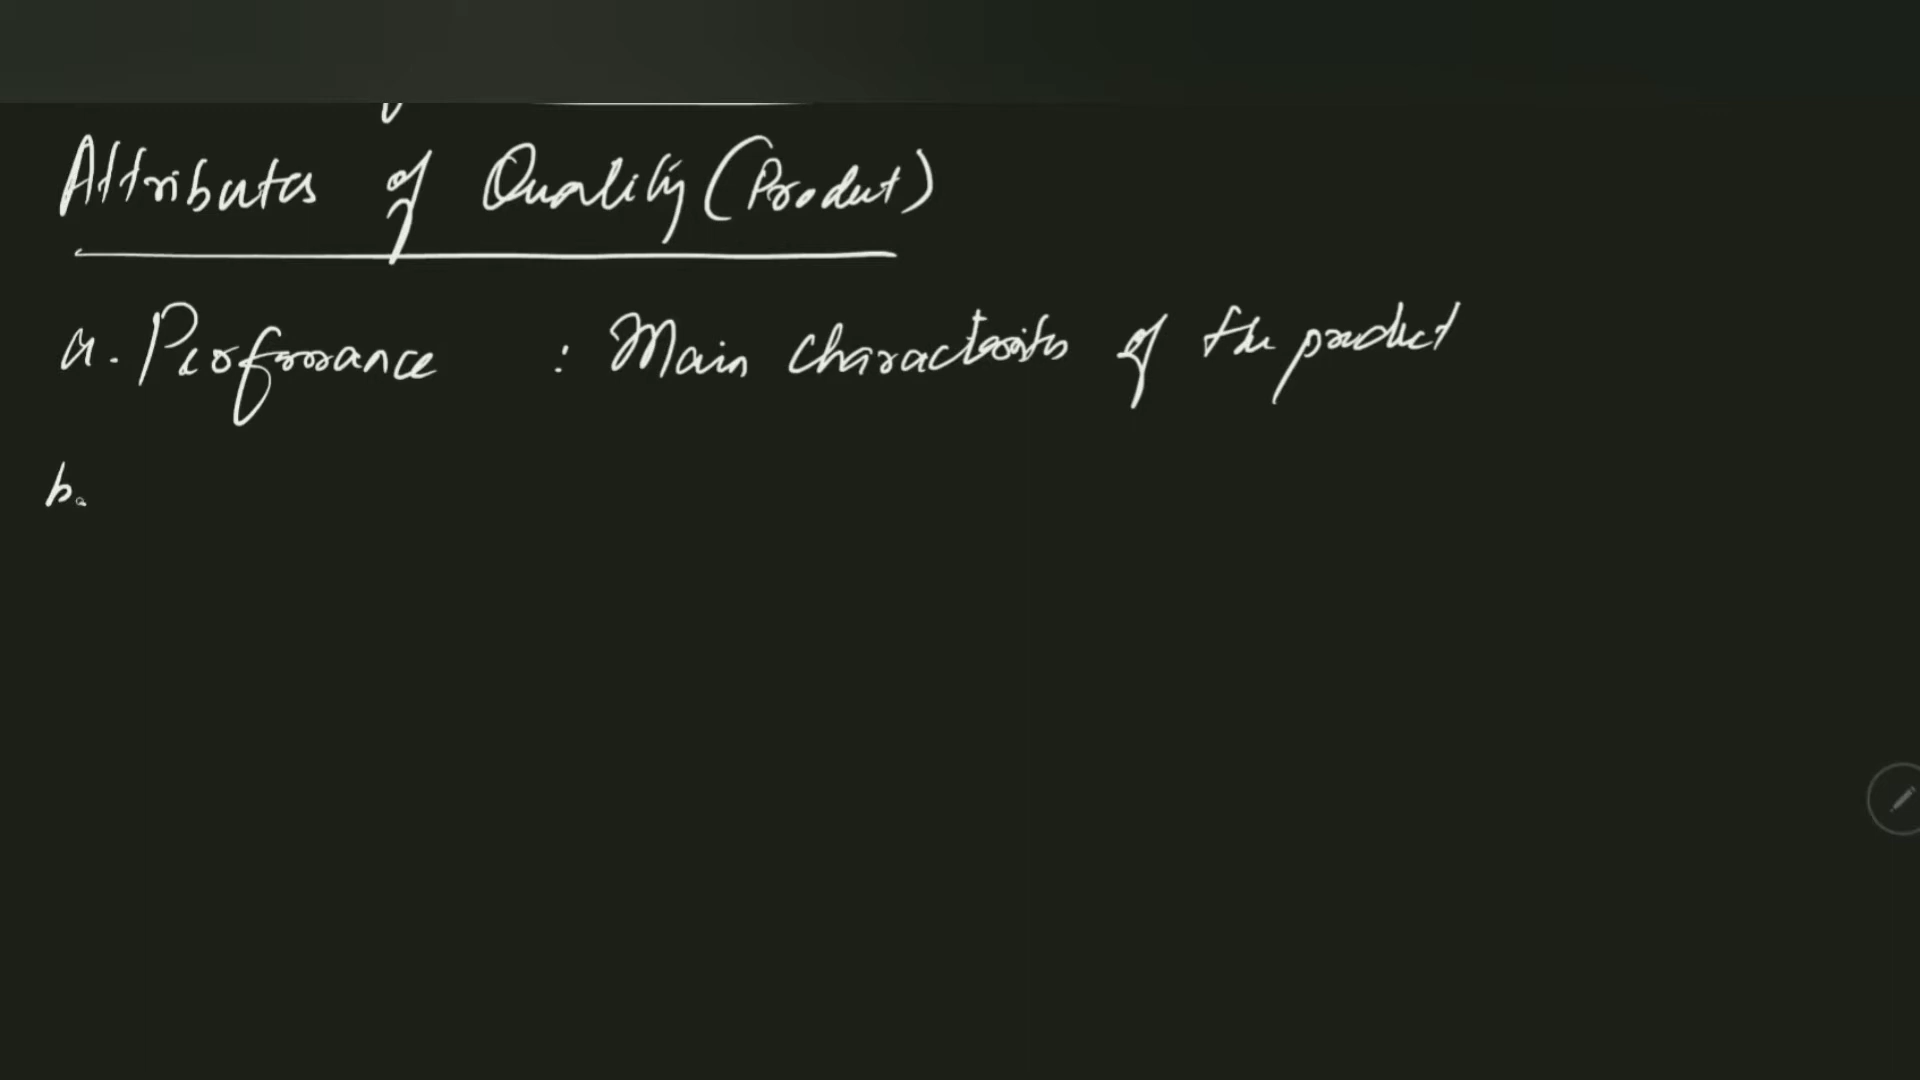 Attributes of Quality (Product)
a. Performance : Main characteristics of the product
b.